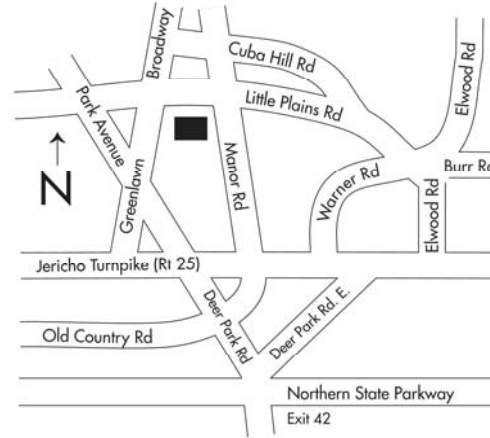 Broadway
Cuba Hill Rd
Elwood Rd
Park Avenue
Little Plains Rd
N
Greenlawn
Manor Rd
Warner Rd
Burr Rd
Elwood Rd
Jericho Turnpike (Rt 25)
Deer Park Rd
Deer Park Rd. E.
Old Country Rd
Northern State Parkway
Exit 42